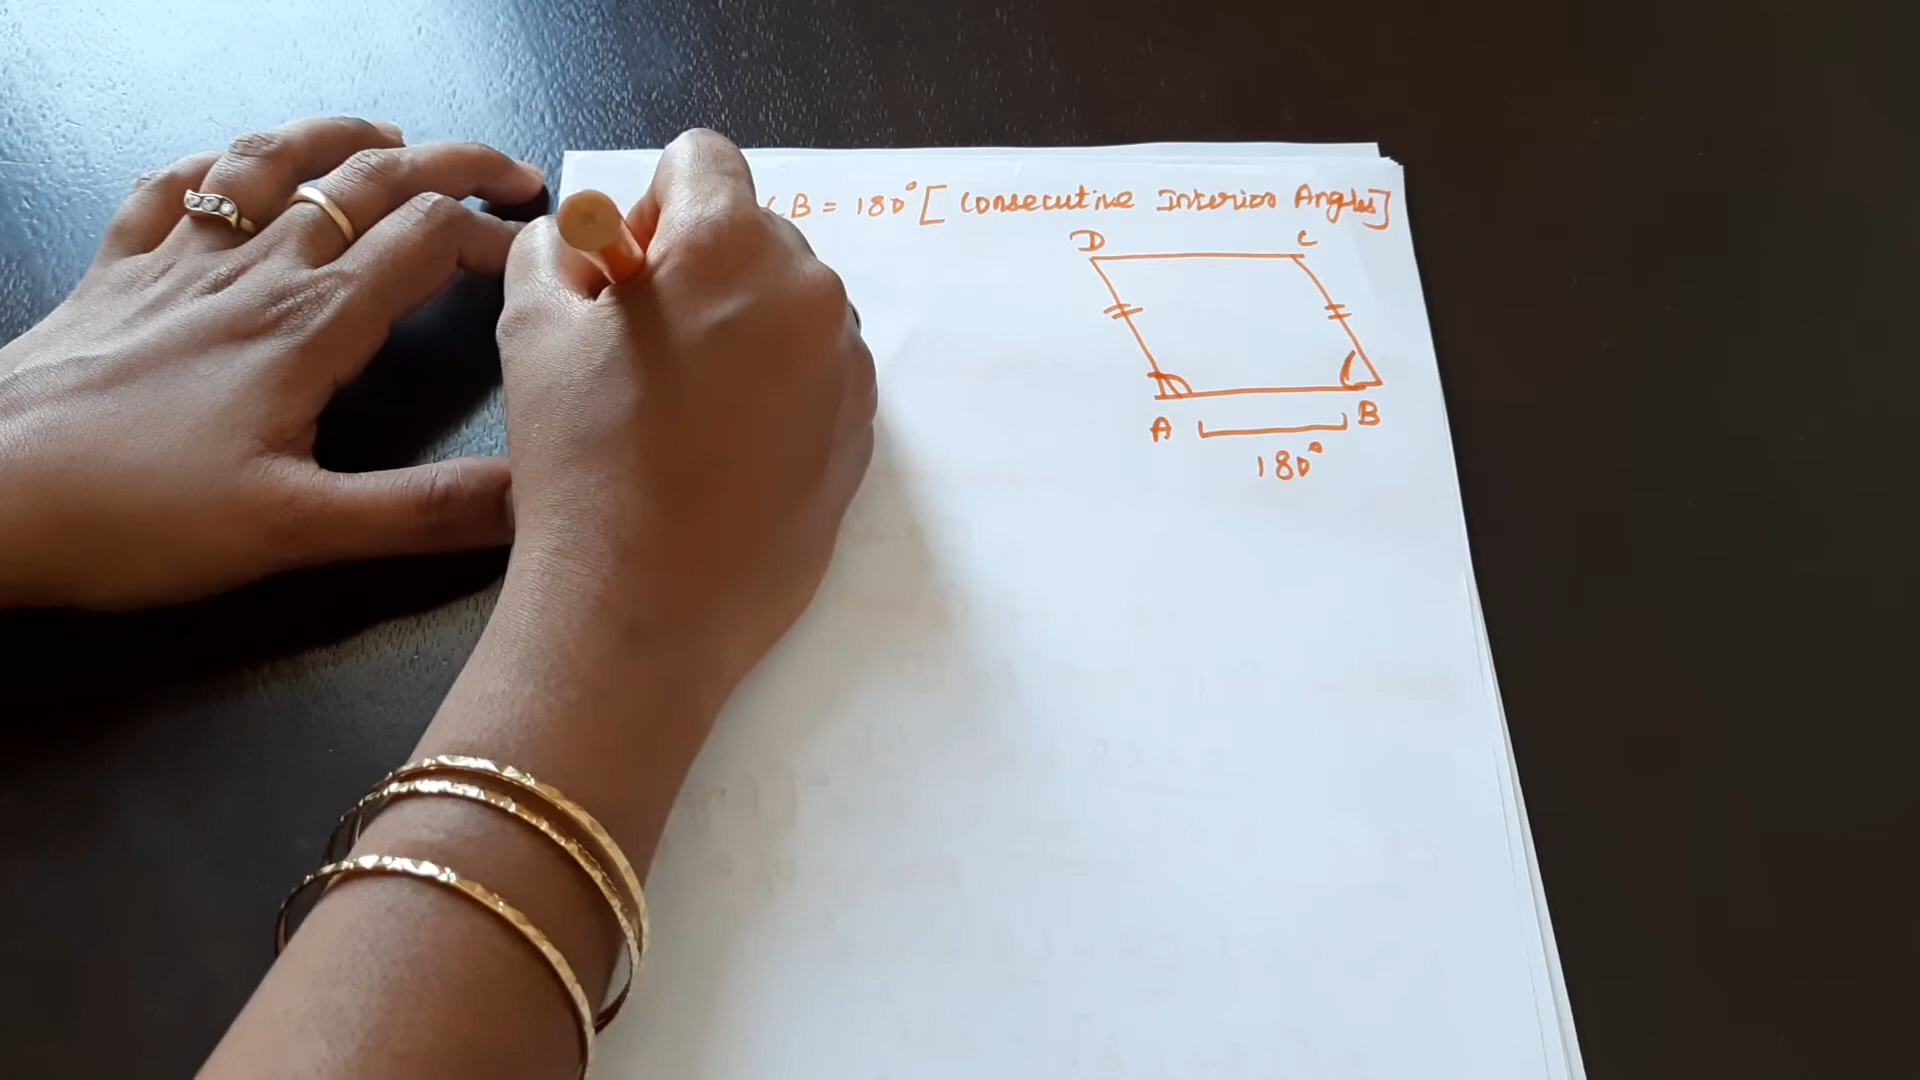 ∠B = 180° [Consecutive Interior Angles]
D C
A B
180°